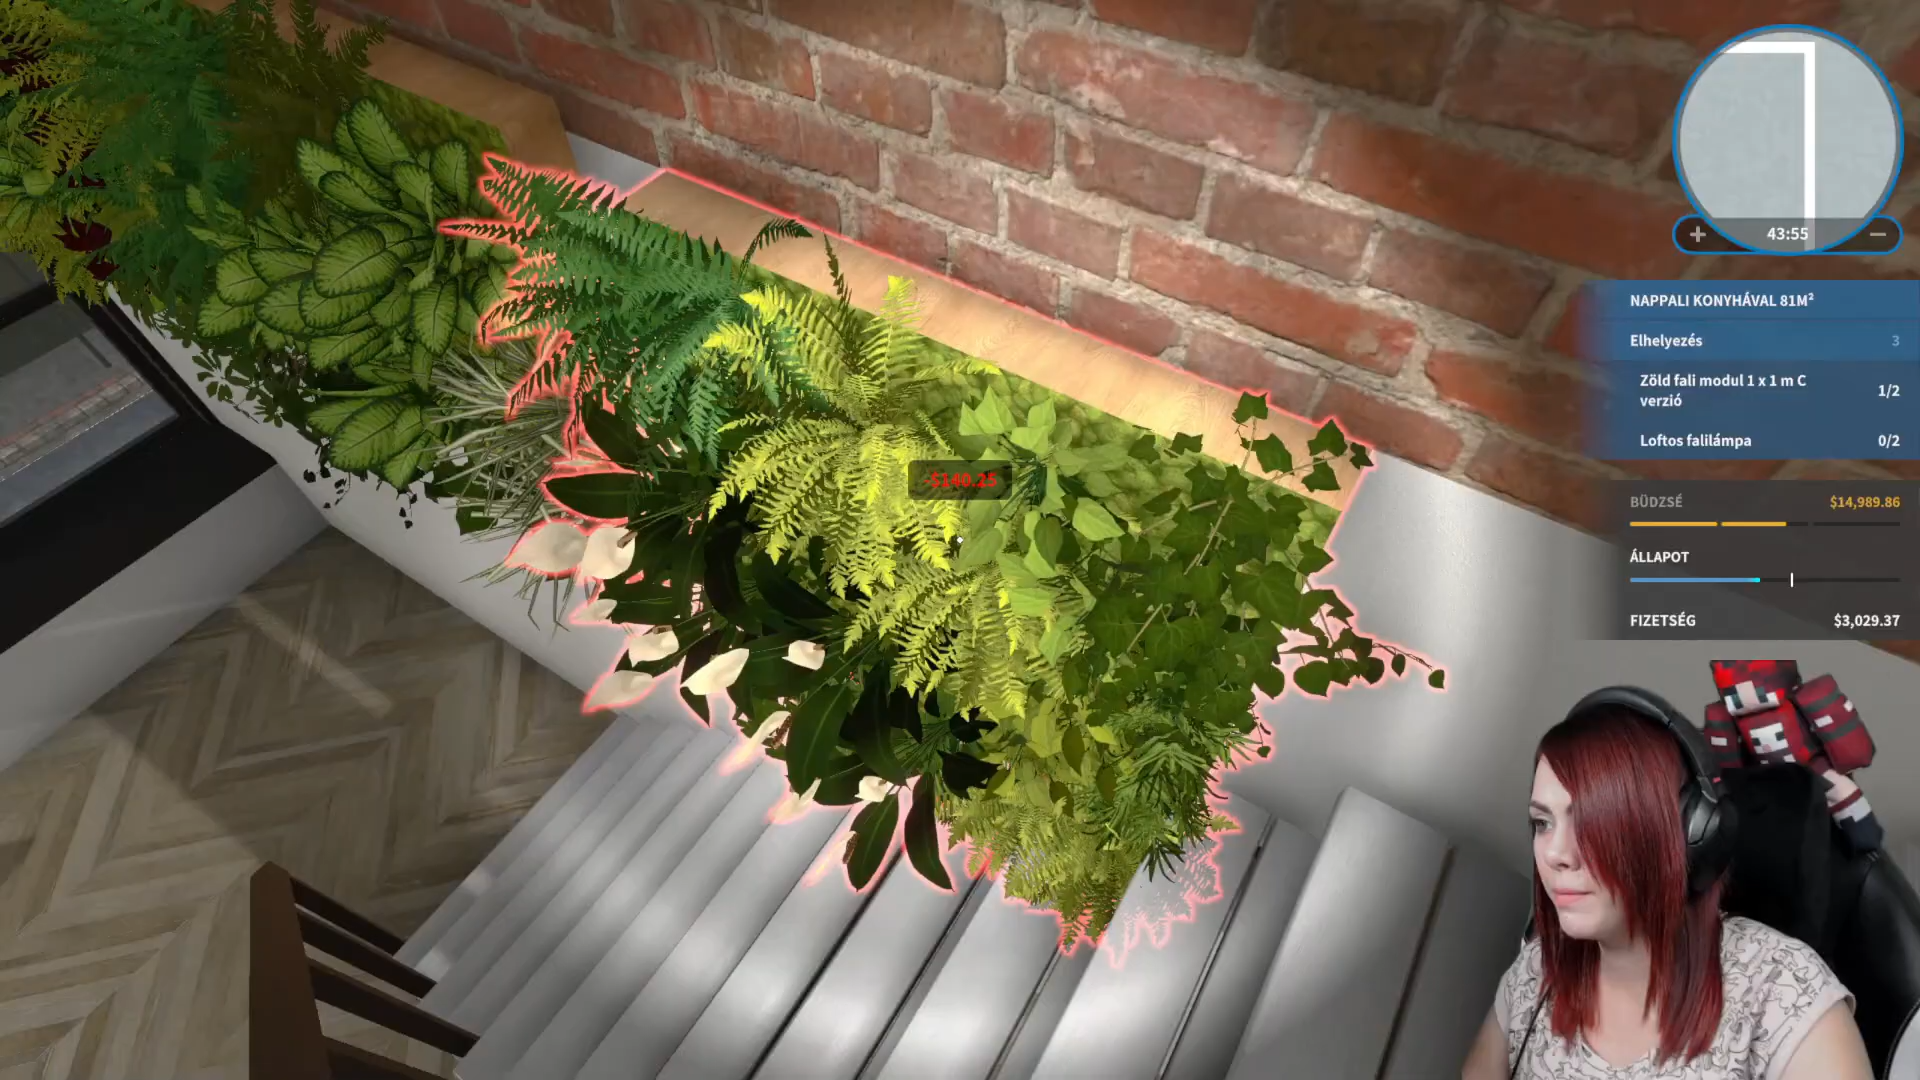 43:55
NAPPALI KONYHÁVAL 81M²
Elhelyezés 3
Zöld fali modul 1 x 1 m C
verzió 1/2
Loftos falilámpa 0/2
-$140.25
BÜDZSÉ $14,989.86
ÁLLAPOT
FIZETSÉG $3,029.37